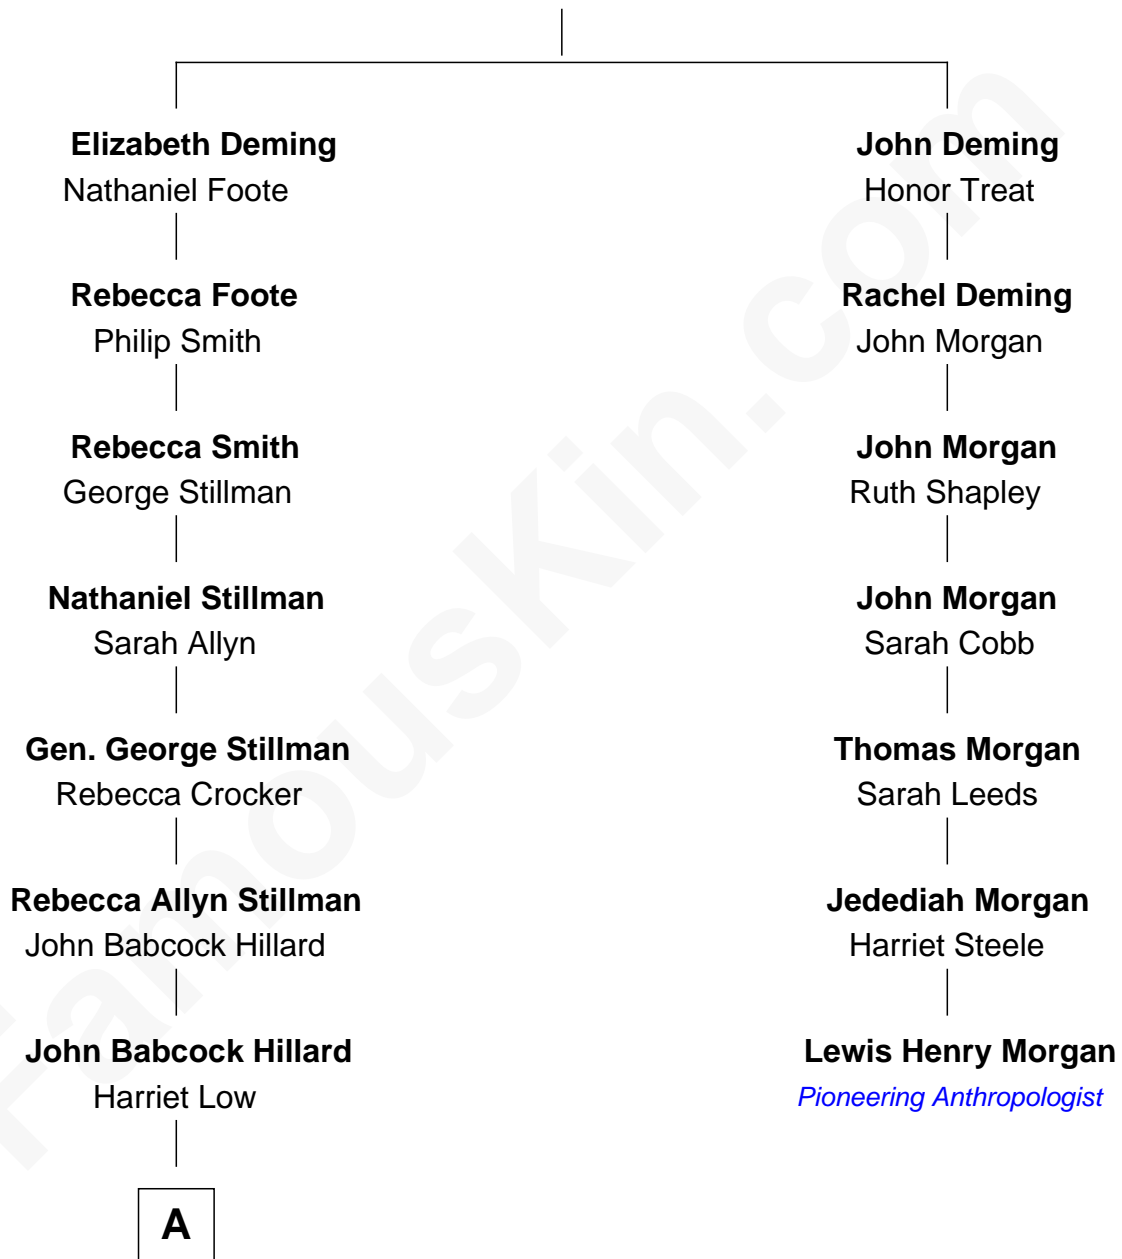 Elizabeth Deming
Nathaniel Foote
Rebecca Foote
Philip Smith
Rebecca Smith
George Stillman
Nathaniel Stillman
Sarah Allyn
Gen. George Stillman
Rebecca Crocker
Rebecca Allyn Stillman
John Babcock Hillard
John Babcock Hillard
Harriet Low
A
John Deming
Honor Treat
Rachel Deming
John Morgan
John Morgan
Ruth Shapley
John Morgan
Sarah Cobb
Thomas Morgan
Sarah Leeds
Jedediah Morgan
Harriet Steele
Lewis Henry Morgan
Pioneering Anthropologist
FamousKin.com